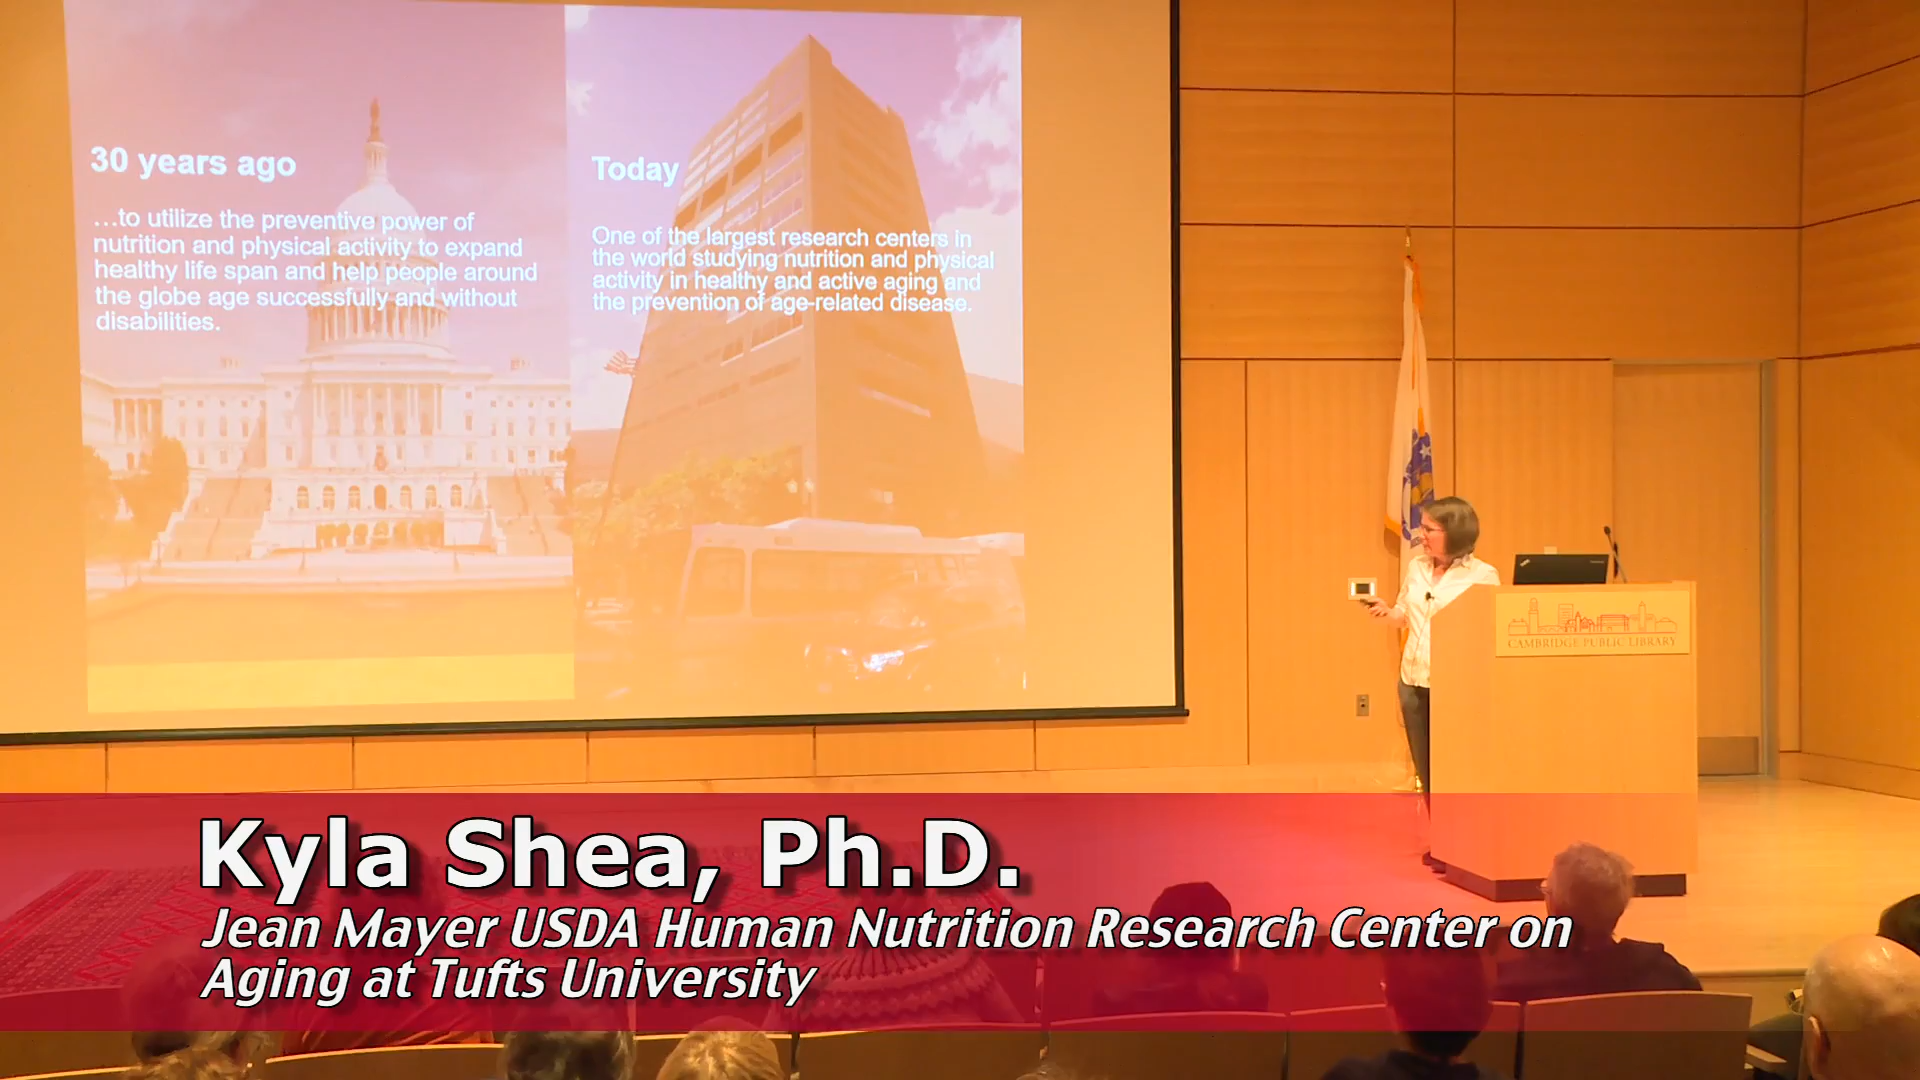 30 years ago
…to utilize the preventive power of
nutrition and physical activity to expand
healthy life span and help people around
the globe age successfully and without
disabilities.
Today
One of the largest research centers in
the world studying nutrition and physical
activity in healthy and active aging and
the prevention of age-related disease.
CAMBRIDGE PUBLIC LIBRARY
Kyla Shea, Ph.D.
Jean Mayer USDA Human Nutrition Research Center on
Aging at Tufts University